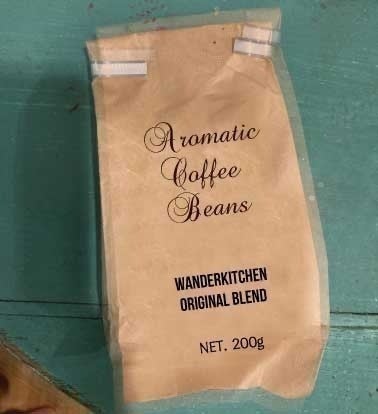 Aromatic
Coffee
Beans
WANDERKITCHEN
ORIGINAL BLEND
NET. 200g